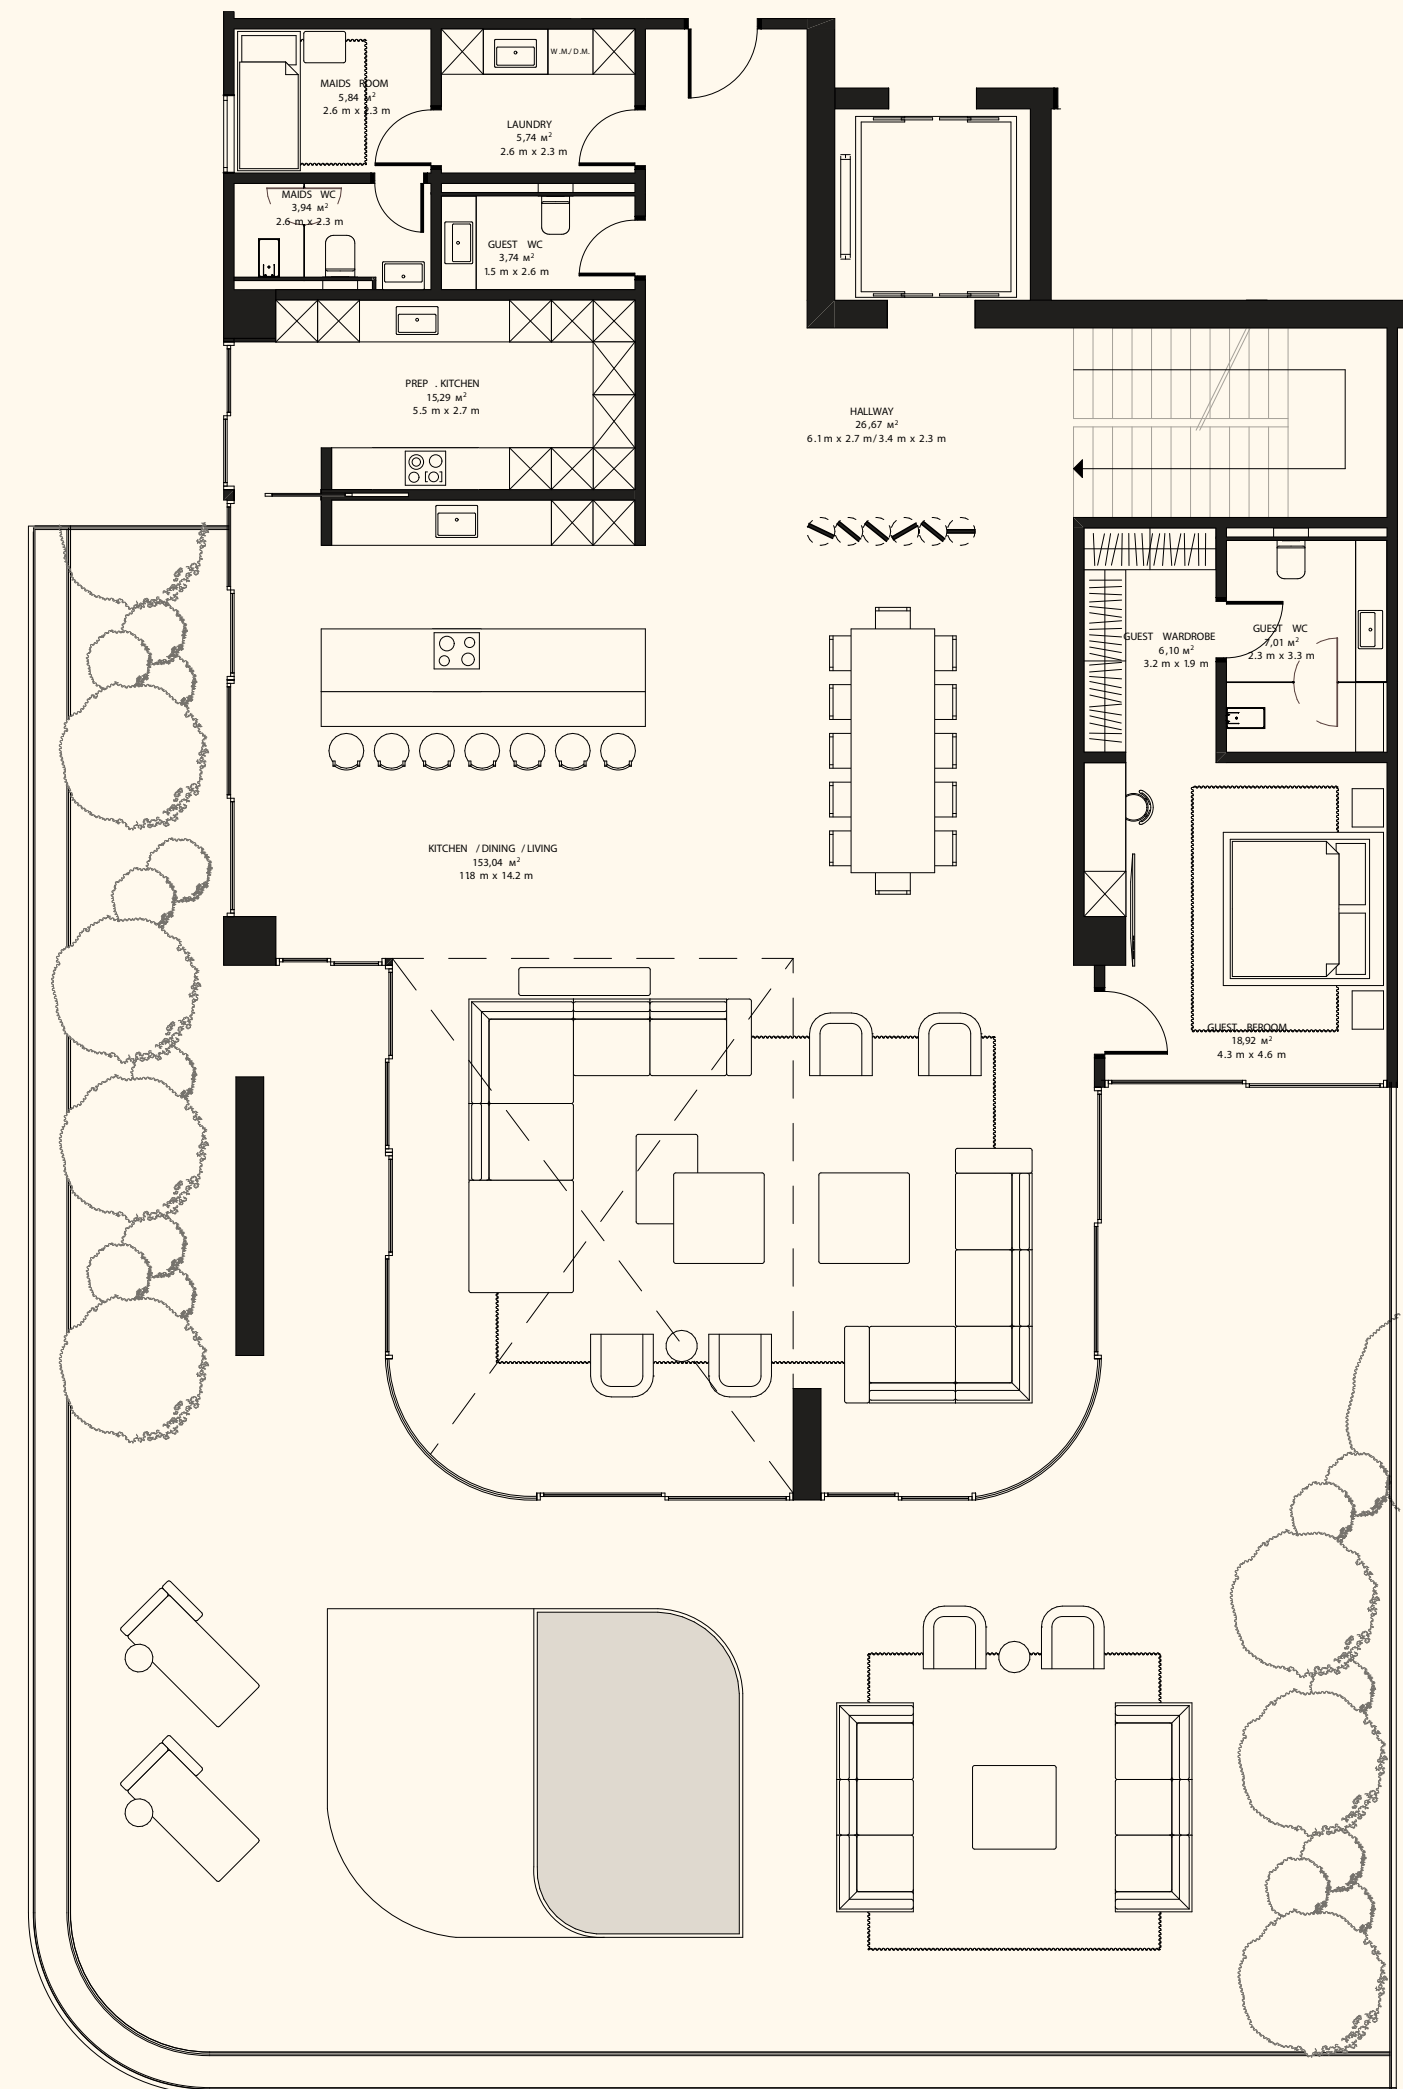 MAIDS ROOM
5,84 м²
2.6 m x 2.3 m
W.M./D.M.
LAUNDRY
5,74 м²
2.6 m x 2.3 m
MAIDS WC
3,94 м²
2.6 m x 2.3 m
GUEST WC
3,74 м²
1.5 m x 2.6 m
PREP . KITCHEN
15,29 м²
5.5 m x 2.7 m
HALLWAY
26,67 м²
6.1 m x 2.7 m/3.4 m x 2.3 m
GUEST WARDROBE
6,10 м²
3.2 m x 1.9 m
GUEST WC
7,01 м²
2.3 m x 3.3 m
KITCHEN / DINING / LIVING
153,04 м²
11.8 m x 14.2 m
GUEST . BEROOM
18,92 м²
4.3 m x 4.6 m